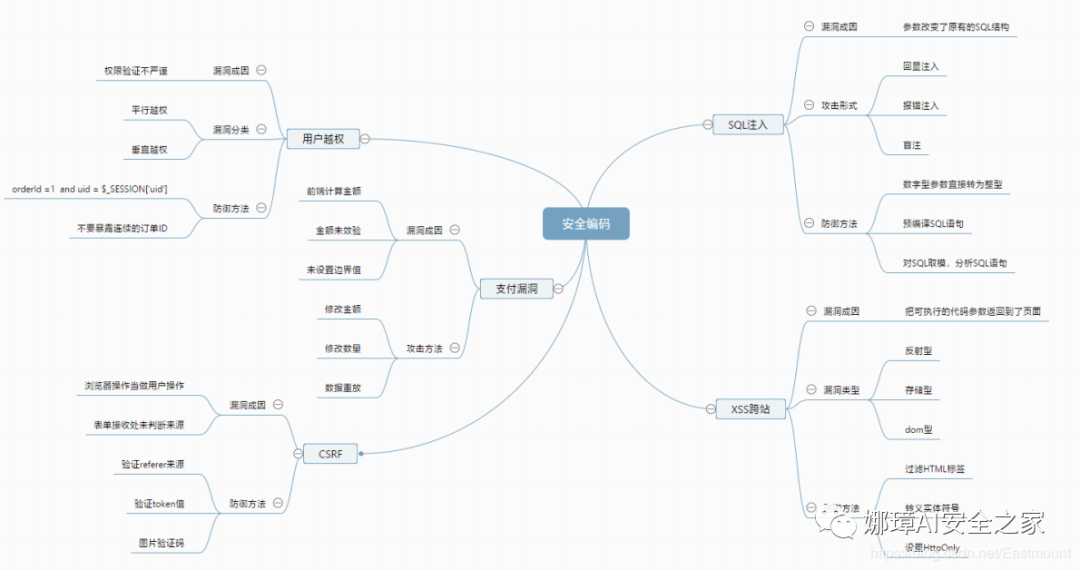 安全编码
SQL注入
漏洞成因
参数改变了原有的SQL结构
攻击形式
回显注入
报错注入
盲注
防御方法
数字型参数直接转为整型
预编译SQL语句
对SQL取模、分析SQL语句
XSS跨站
漏洞成因
把可执行的代码参数返回到了页面
漏洞类型
反射型
存储型
dom型
方法
过滤HTML标签
转义实体符号
设置HttpOnly
用户越权
漏洞成因
权限验证不严谨
漏洞分类
平行越权
垂直越权
防御方法
orderId =1 and uid = $_SESSION['uid']
不要暴露连续的订单ID
支付漏洞
漏洞成因
前端计算金额
金额未效验
未设置边界值
攻击方法
修改金额
修改数量
数据重放
CSRF
漏洞成因
浏览器操作当做用户操作
表单接收处未判断来源
防御方法
验证referer来源
验证token值
图片验证码
娜璋AI安全之家
https://blog.csdn.net/Eastmount